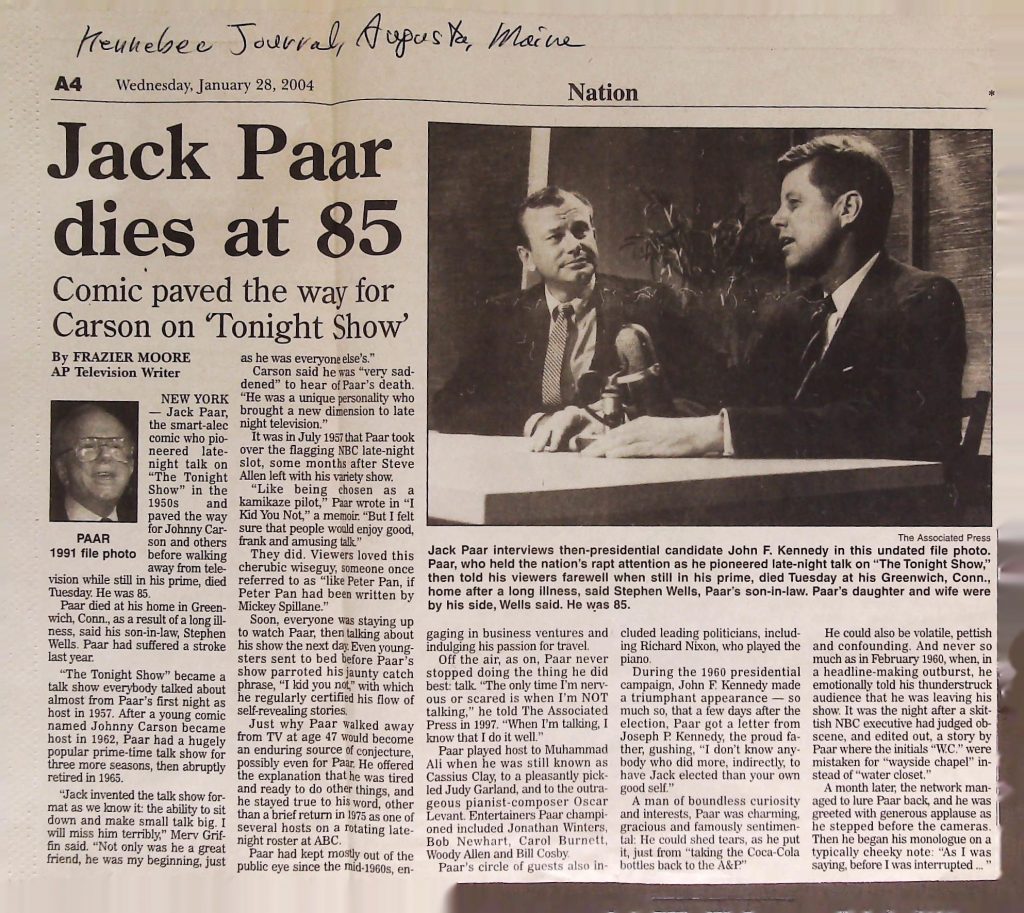 Kennebec Journal, Augusta, Maine
A4 Wednesday, January 28, 2004
Nation
*
Jack Paar
dies at 85
Comic paved the way for
Carson on 'Tonight Show'
By FRAZIER MOORE
AP Television Writer
PAAR
1991 file photo
NEW YORK
— Jack Paar,
the smart-alec
comic who pio-
neered late-
night talk on
"The Tonight
Show" in the
1950s and
paved the way
for Johnny Car-
son and others
before walking
away from tele-
vision while still in his prime, died
Tuesday. He was 85.
Paar died at his home in Green-
wich, Conn., as a result of a long ill-
ness, said his son-in-law, Stephen
Wells. Paar had suffered a stroke
last year.
"The Tonight Show" became a
talk show everybody talked about
almost from Paar's first night as
host in 1957. After a young comic
named Johnny Carson became
host in 1962, Paar had a hugely
popular prime-time talk show for
three more seasons, then abruptly
retired in 1965.
"Jack invented the talk show for-
mat as we know it: the ability to sit
down and make small talk big. I
will miss him terribly," Merv Grif-
fin said. "Not only was he a great
friend, he was my beginning, just
as he was everyone else's."
Carson said he was "very sad-
dened" to hear of Paar's death.
"He was a unique personality who
brought a new dimension to late
night television."
It was in July 1957 that Paar took
over the flagging NBC late-night
slot, some months after Steve
Allen left with his variety show.
"Like being chosen as a
kamikaze pilot," Paar wrote in "I
Kid You Not," a memoir. "But I felt
sure that people would enjoy good,
frank and amusing talk."
They did. Viewers loved this
cherubic wiseguy, someone once
referred to as "like Peter Pan, if
Peter Pan had been written by
Mickey Spillane."
Soon, everyone was staying up
to watch Paar, then talking about
his show the next day. Even young-
sters sent to bed before Paar's
show parroted his jaunty catch
phrase, "I kid you not," with which
he regularly certified his flow of
self-revealing stories.
Just why Paar walked away
from TV at age 47 would become
an enduring source of conjecture,
possibly even for Paar. He offered
the explanation that he was tired
and ready to do other things, and
he stayed true to his word, other
than a brief return in 1975 as one of
several hosts on a rotating late-
night roster at ABC.
Paar had kept mostly out of the
public eye since the mid-1960s, en-
The Associated Press
Jack Paar interviews then-presidential candidate John F. Kennedy in this undated file photo.
Paar, who held the nation's rapt attention as he pioneered late-night talk on "The Tonight Show,"
then told his viewers farewell when still in his prime, died Tuesday at his Greenwich, Conn.,
home after a long illness, said Stephen Wells, Paar's son-in-law. Paar's daughter and wife were
by his side, Wells said. He was 85.
gaging in business ventures and
indulging his passion for travel.
Off the air, as on, Paar never
stopped doing the thing he did
best: talk. "The only time I'm nerv-
ous or scared is when I'm NOT
talking," he told The Associated
Press in 1997. "When I'm talking, I
know that I do it well."
Paar played host to Muhammad
Ali when he was still known as
Cassius Clay, to a pleasantly pick-
led Judy Garland, and to the outra-
geous pianist-composer Oscar
Levant. Entertainers Paar champi-
oned included Jonathan Winters,
Bob Newhart, Carol Burnett,
Woody Allen and Bill Cosby.
Paar's circle of guests also in-
cluded leading politicians, includ-
ing Richard Nixon, who played the
piano.
During the 1960 presidential
campaign, John F. Kennedy made
a triumphant appearance — so
much so, that a few days after the
election, Paar got a letter from
Joseph P. Kennedy, the proud fa-
ther, gushing, "I don't know any-
body who did more, indirectly, to
have Jack elected than your own
good self."
A man of boundless curiosity
and interests, Paar was charming,
gracious and famously sentimen-
tal: He could shed tears, as he put
it, just from "taking the Coca-Cola
bottles back to the A&P."
He could also be volatile, pettish
and confounding. And never so
much as in February 1960, when, in
a headline-making outburst, he
emotionally told his thunderstruck
audience that he was leaving his
show. It was the night after a skit-
tish NBC executive had judged ob-
scene, and edited out, a story by
Paar where the initials "W.C." were
mistaken for "wayside chapel" in-
stead of "water closet."
A month later, the network man-
aged to lure Paar back, and he was
greeted with generous applause as
he stepped before the cameras.
Then he began his monologue on a
typically cheeky note: "As I was
saying, before I was interrupted ... "